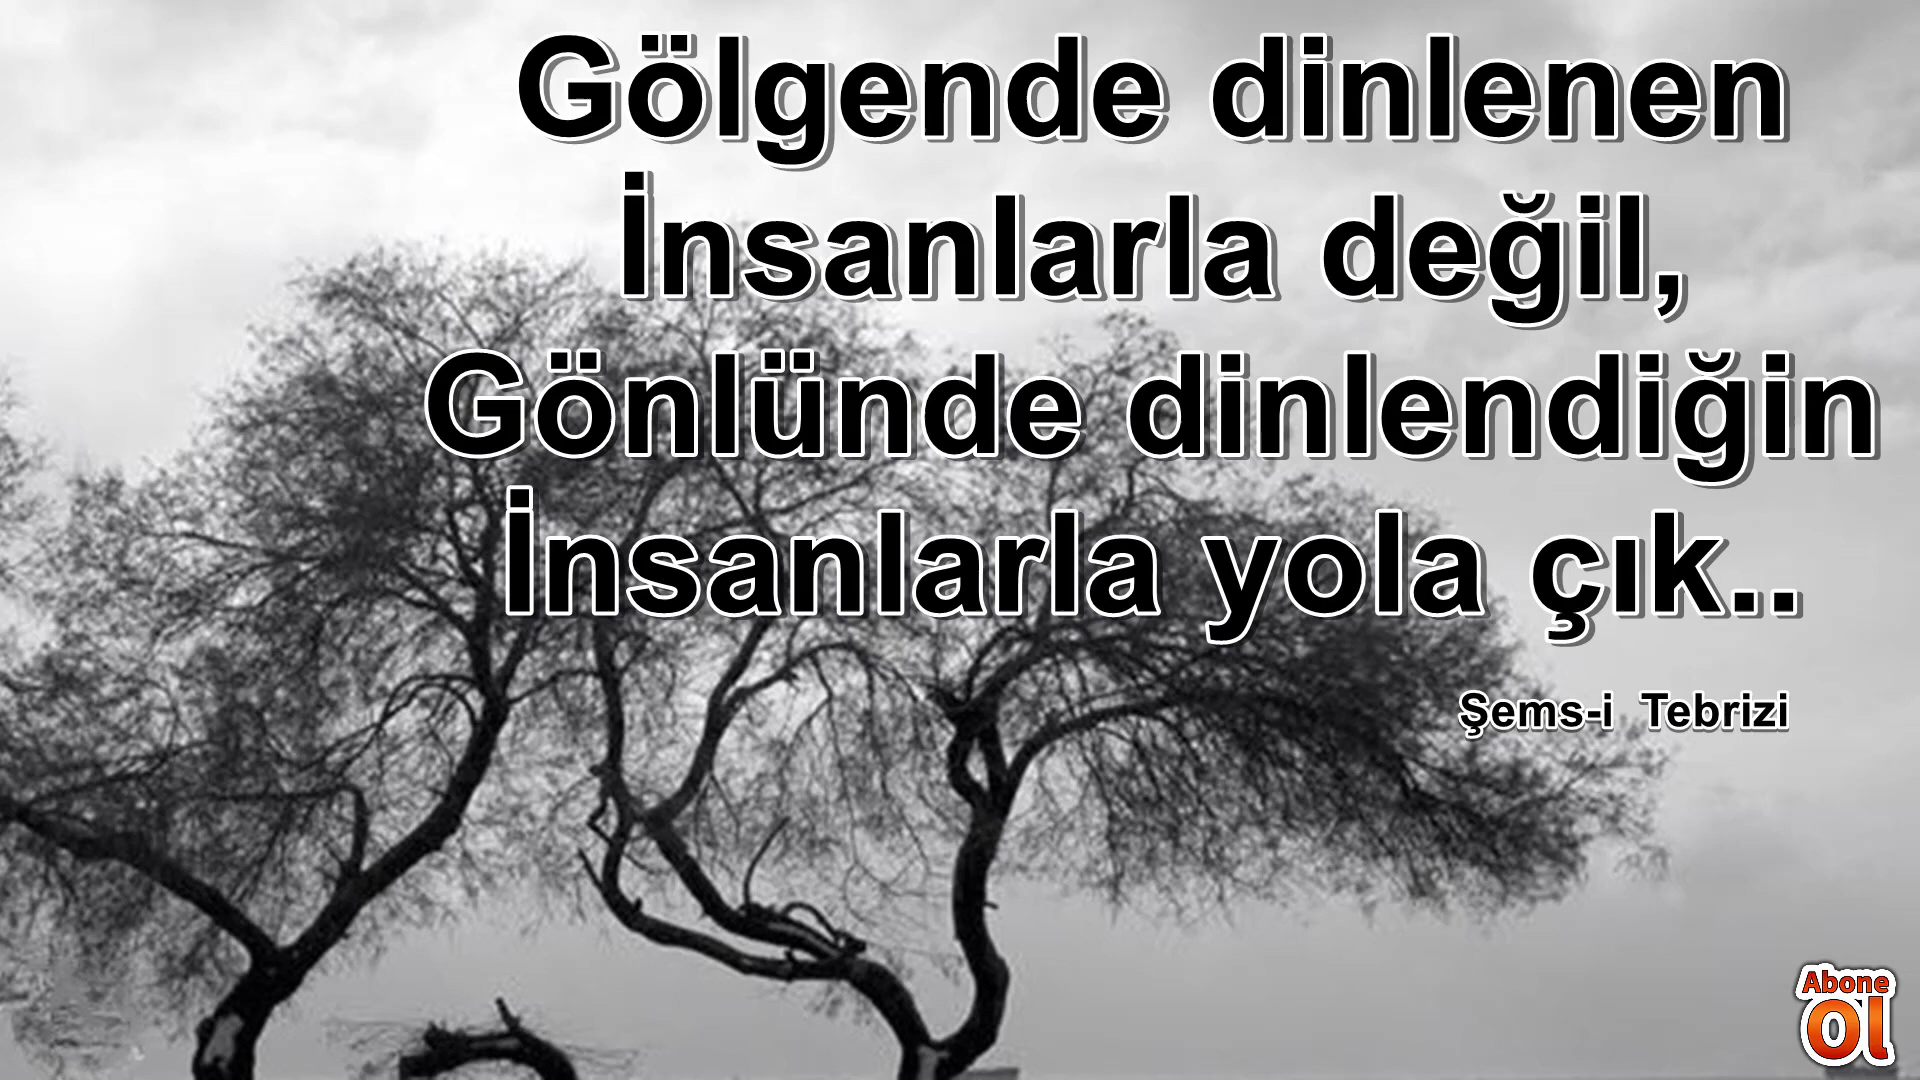 Gölgende dinlenen
İnsanlarla değil,
Gönlünde dinlendiğin
İnsanlarla yola çık..
Şems-i Tebrizi
Abone
Ol